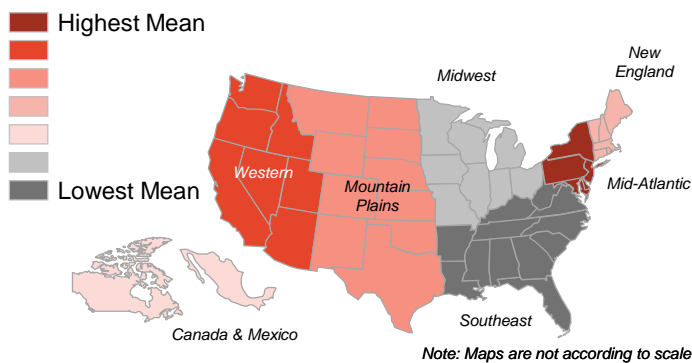 Highest Mean
Lowest Mean
New
England
Midwest
Western
Mountain
Plains
Mid-Atlantic
Southeast
Canada & Mexico
Note: Maps are not according to scale